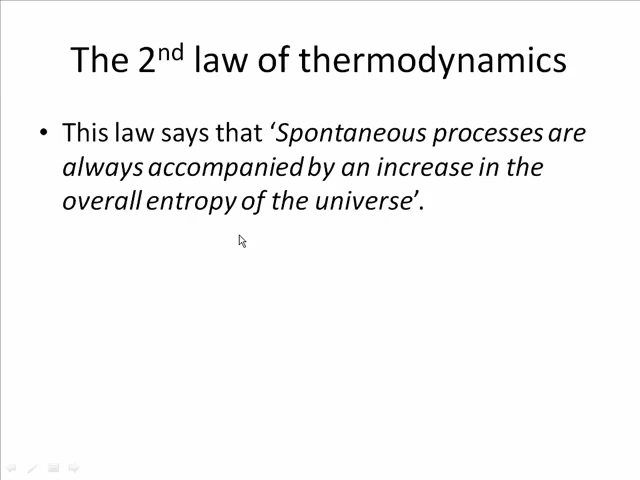 The 2nd law of thermodynamics
• This law says that ‘Spontaneous processes are
always accompanied by an increase in the
overall entropy of the universe’.